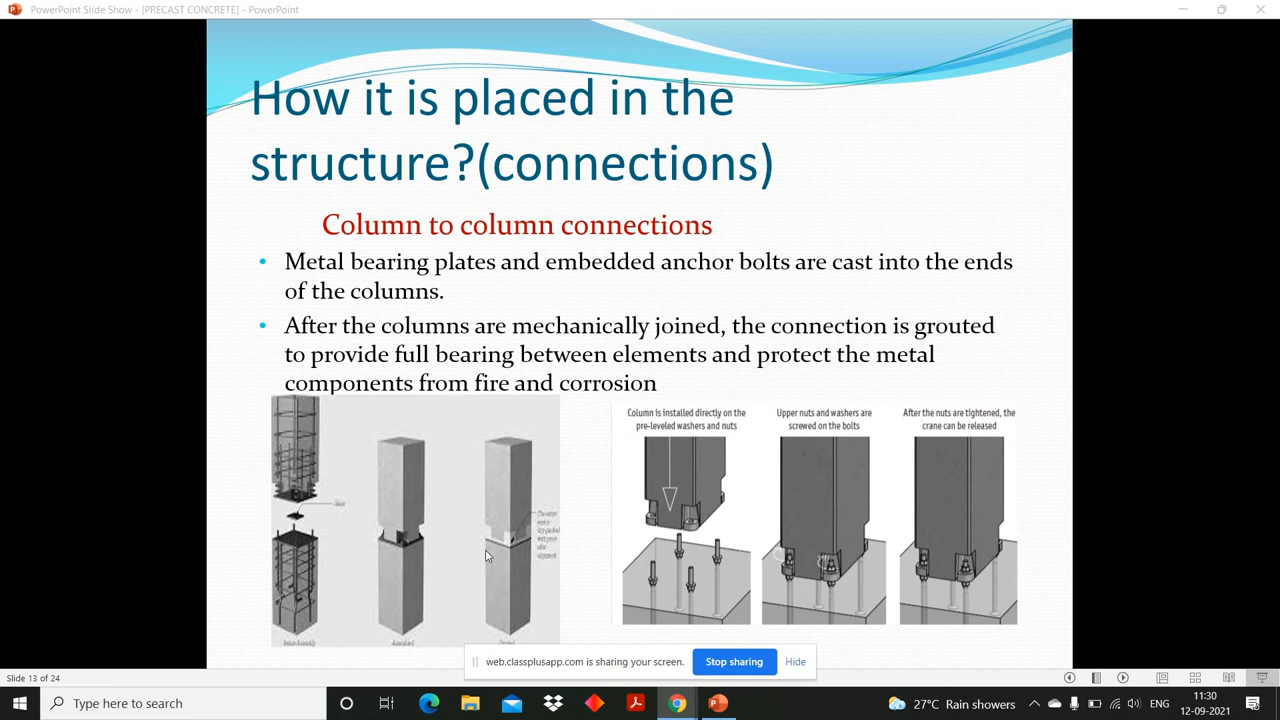 PowerPoint Slide Show - [PRECAST CONCRETE] - PowerPoint
How it is placed in the
structure?(connections)
Column to column connections
• Metal bearing plates and embedded anchor bolts are cast into the ends
of the columns.
• After the columns are mechanically joined, the connection is grouted
to provide full bearing between elements and protect the metal
components from fire and corrosion
Column is installed directly on the
pre-leveled washers and nuts
Upper nuts and washers are
screwed on the bolts
After the nuts are tightened, the
crane can be released
web.classplusapp.com is sharing your screen.
Stop sharing
Hide
Slide 13 of 24
Type here to search
27°C Rain showers
ENG
11:30
12-09-2021